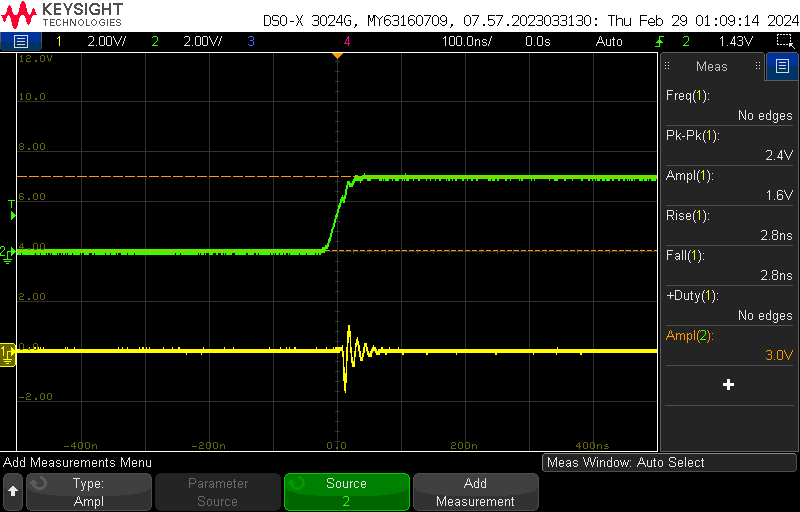 KEYSIGHT
TECHNOLOGIES
DSO-X 3024G, MY63160709, 07.57.2023033130: Thu Feb 29 01:09:14 2024
1 2.00V/ 2 2.00V/ 3 4 100.0ns/ 0.0s Auto 2 1.43V
12.0V
10.0
8.00
6.00
4.00
2.00
0.0
-2.00
T
2
1
-400ns -200ns 0.0 200ns 400ns
Meas
Freq(1):
No edges
Pk-Pk(1):
2.4V
Ampl(1):
1.6V
Rise(1):
2.8ns
Fall(1):
2.8ns
+Duty(1):
No edges
Ampl(2):
3.0V
Add Measurements Menu
Meas Window: Auto Select
Type:
Ampl
Parameter
Source
Source
2
Add
Measurement